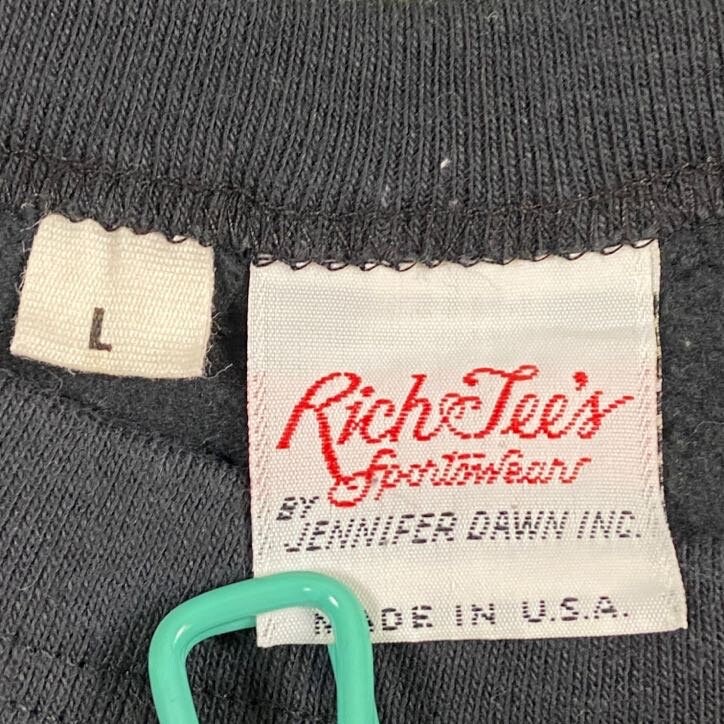 L
Rich Tee's
Sportswear
BY
JENNIFER DAWN INC.
MADE IN U.S.A.